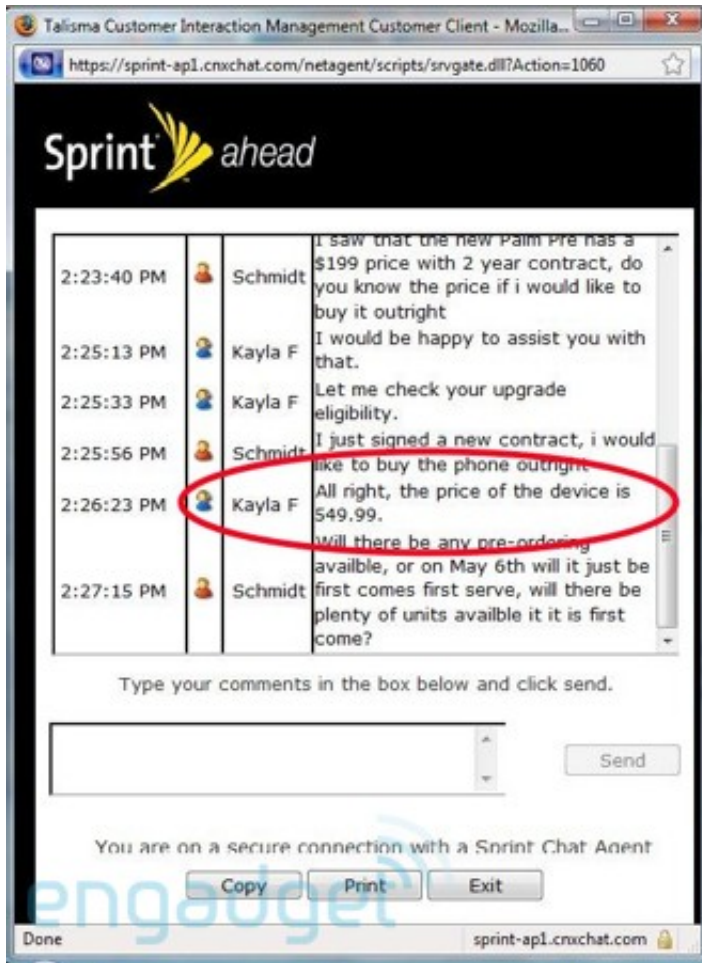 Talisma Customer Interaction Management Customer Client - Mozilla...
https://sprint-ap1.cnxchat.com/netagent/scripts/srvgate.dll?Action=1060
Sprint ahead
I saw that the new Palm Pre has a
2:23:40 PM Schmidt $199 price with 2 year contract, do
you know the price if i would like to
buy it outright
2:25:13 PM Kayla F I would be happy to assist you with
that.
2:25:33 PM Kayla F Let me check your upgrade
eligibility.
2:25:56 PM Schmidt I just signed a new contract, i would
like to buy the phone outright
2:26:23 PM Kayla F All right, the price of the device is
549.99.
Will there be any pre-ordering
availble, or on May 6th will it just be
2:27:15 PM Schmidt first comes first serve, will there be
plenty of units availble it it is first
come?
Type your comments in the box below and click send.
Send
You are on a secure connection with a Sprint Chat Agent
Copy Print Exit
engadget
Done sprint-ap1.cnxchat.com